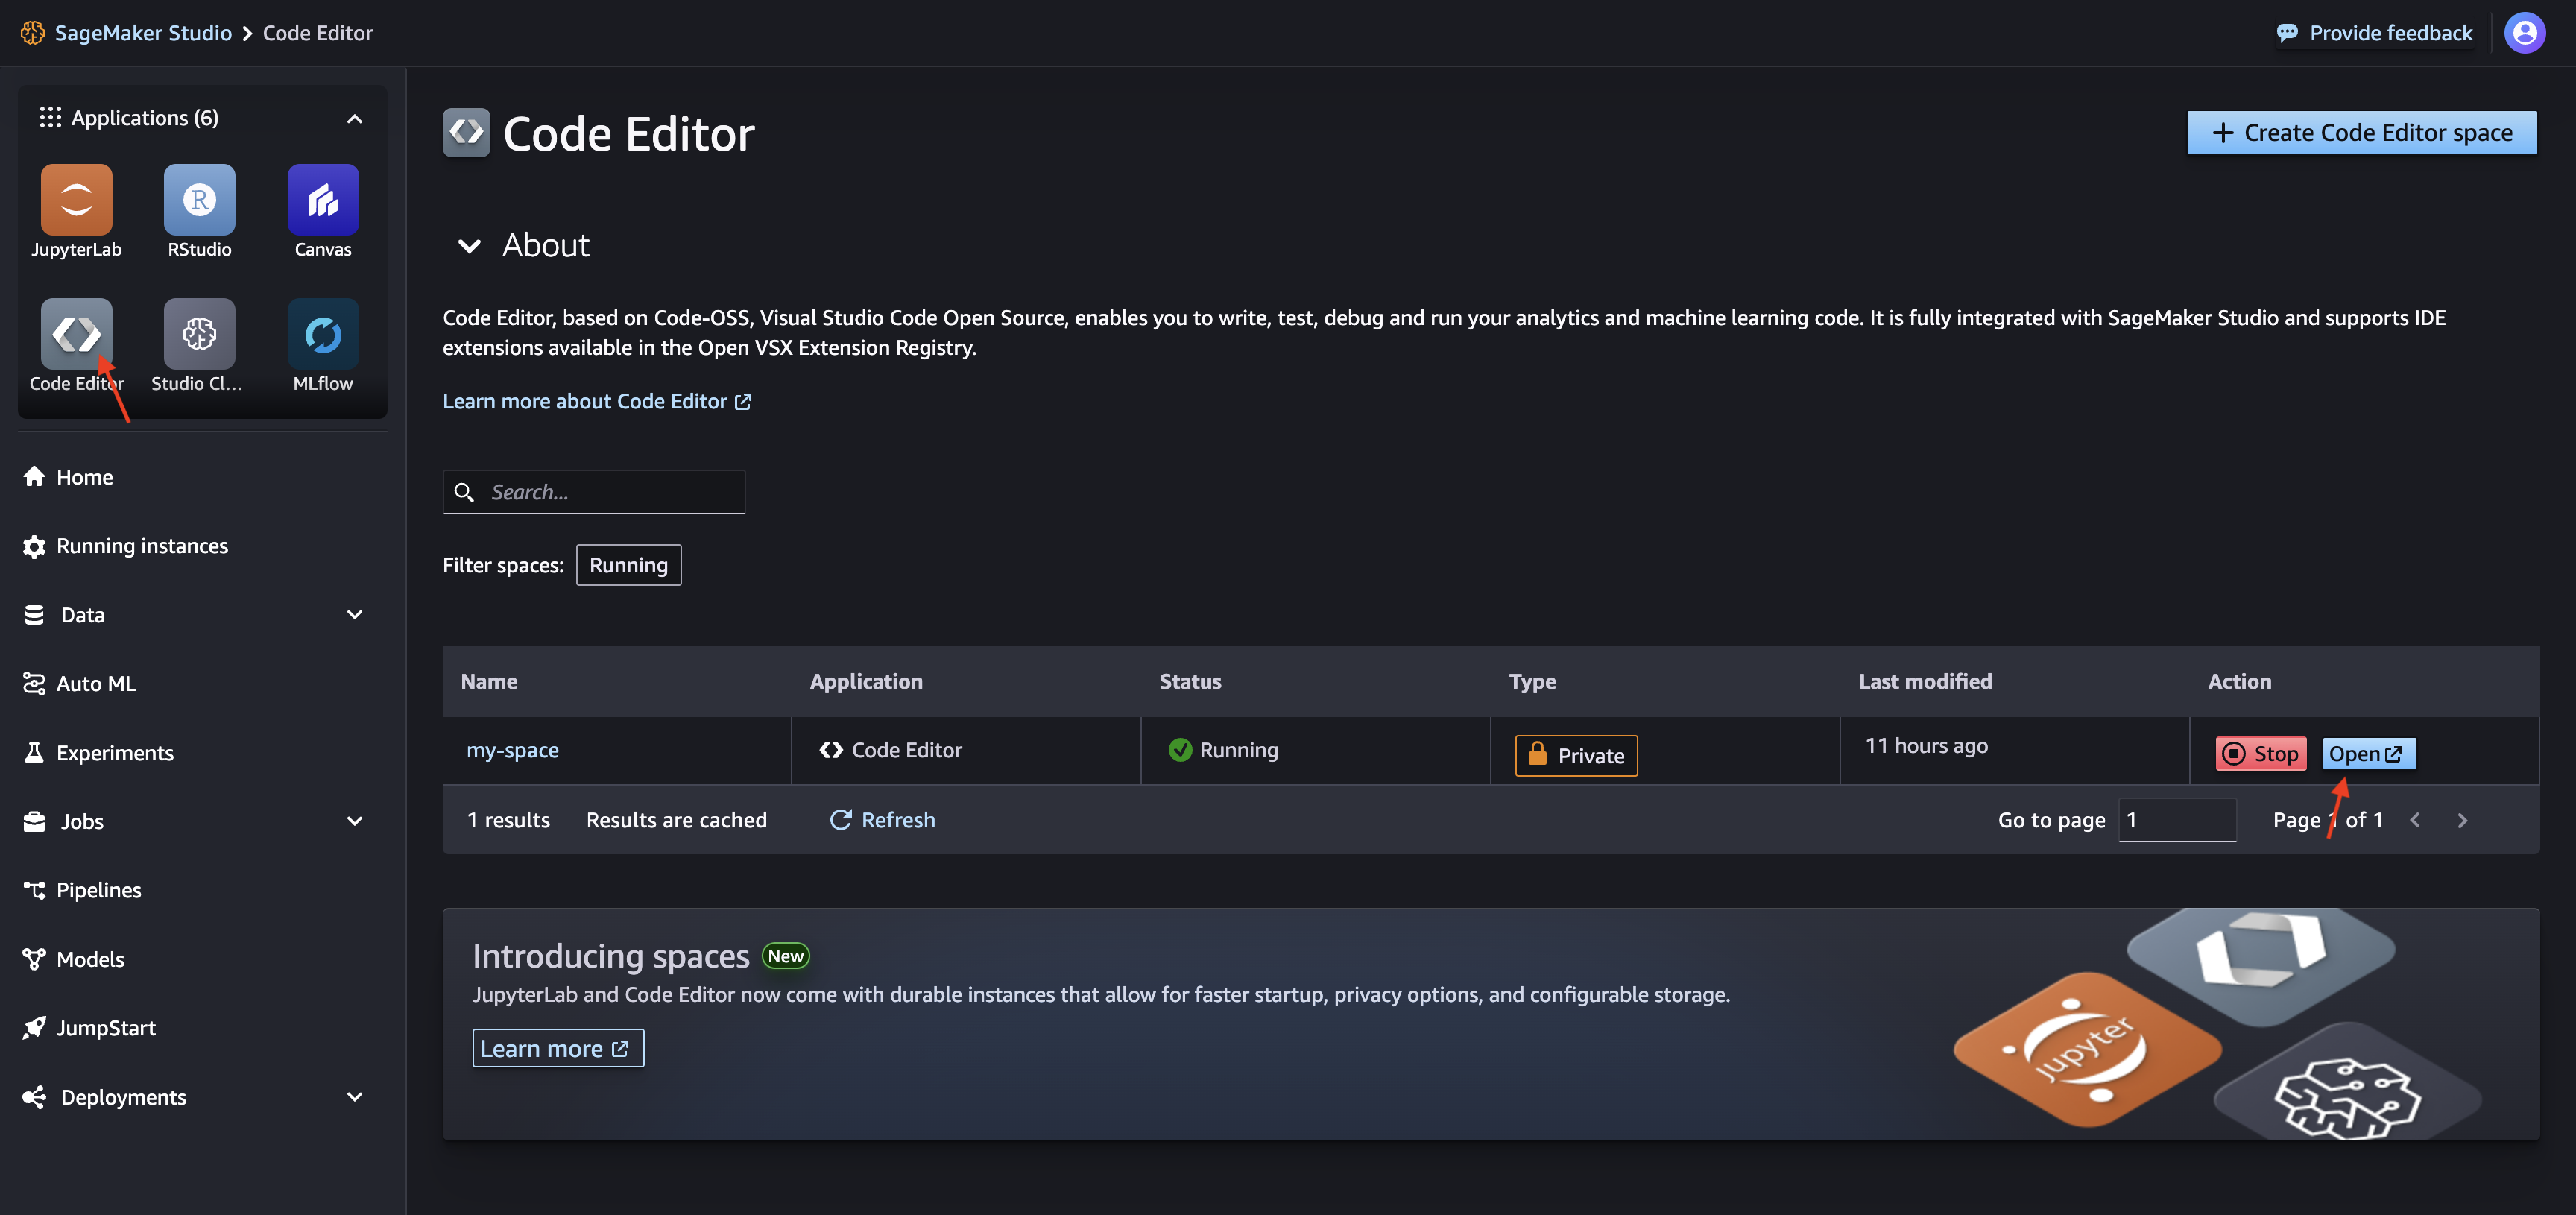 SageMaker Studio > Code Editor
Provide feedback
Applications (6)
JupyterLab
RStudio
Canvas
Code Editor
Studio Cl...
MLflow
Home
Running instances
Data
Auto ML
Experiments
Jobs
Pipelines
Models
JumpStart
Deployments
Code Editor
+ Create Code Editor space
About
Code Editor, based on Code-OSS, Visual Studio Code Open Source, enables you to write, test, debug and run your analytics and machine learning code. It is fully integrated with SageMaker Studio and supports IDE
extensions available in the Open VSX Extension Registry.
Learn more about Code Editor
Search...
Filter spaces: Running
Name Application Status Type Last modified Action
my-space Code Editor Running Private 11 hours ago Stop Open
1 results Results are cached Refresh Go to page 1 Page 1 of 1
Introducing spaces New
JupyterLab and Code Editor now come with durable instances that allow for faster startup, privacy options, and configurable storage.
Learn more
Jupyter